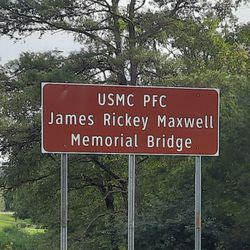 USMC PFC
James Rickey Maxwell
Memorial Bridge